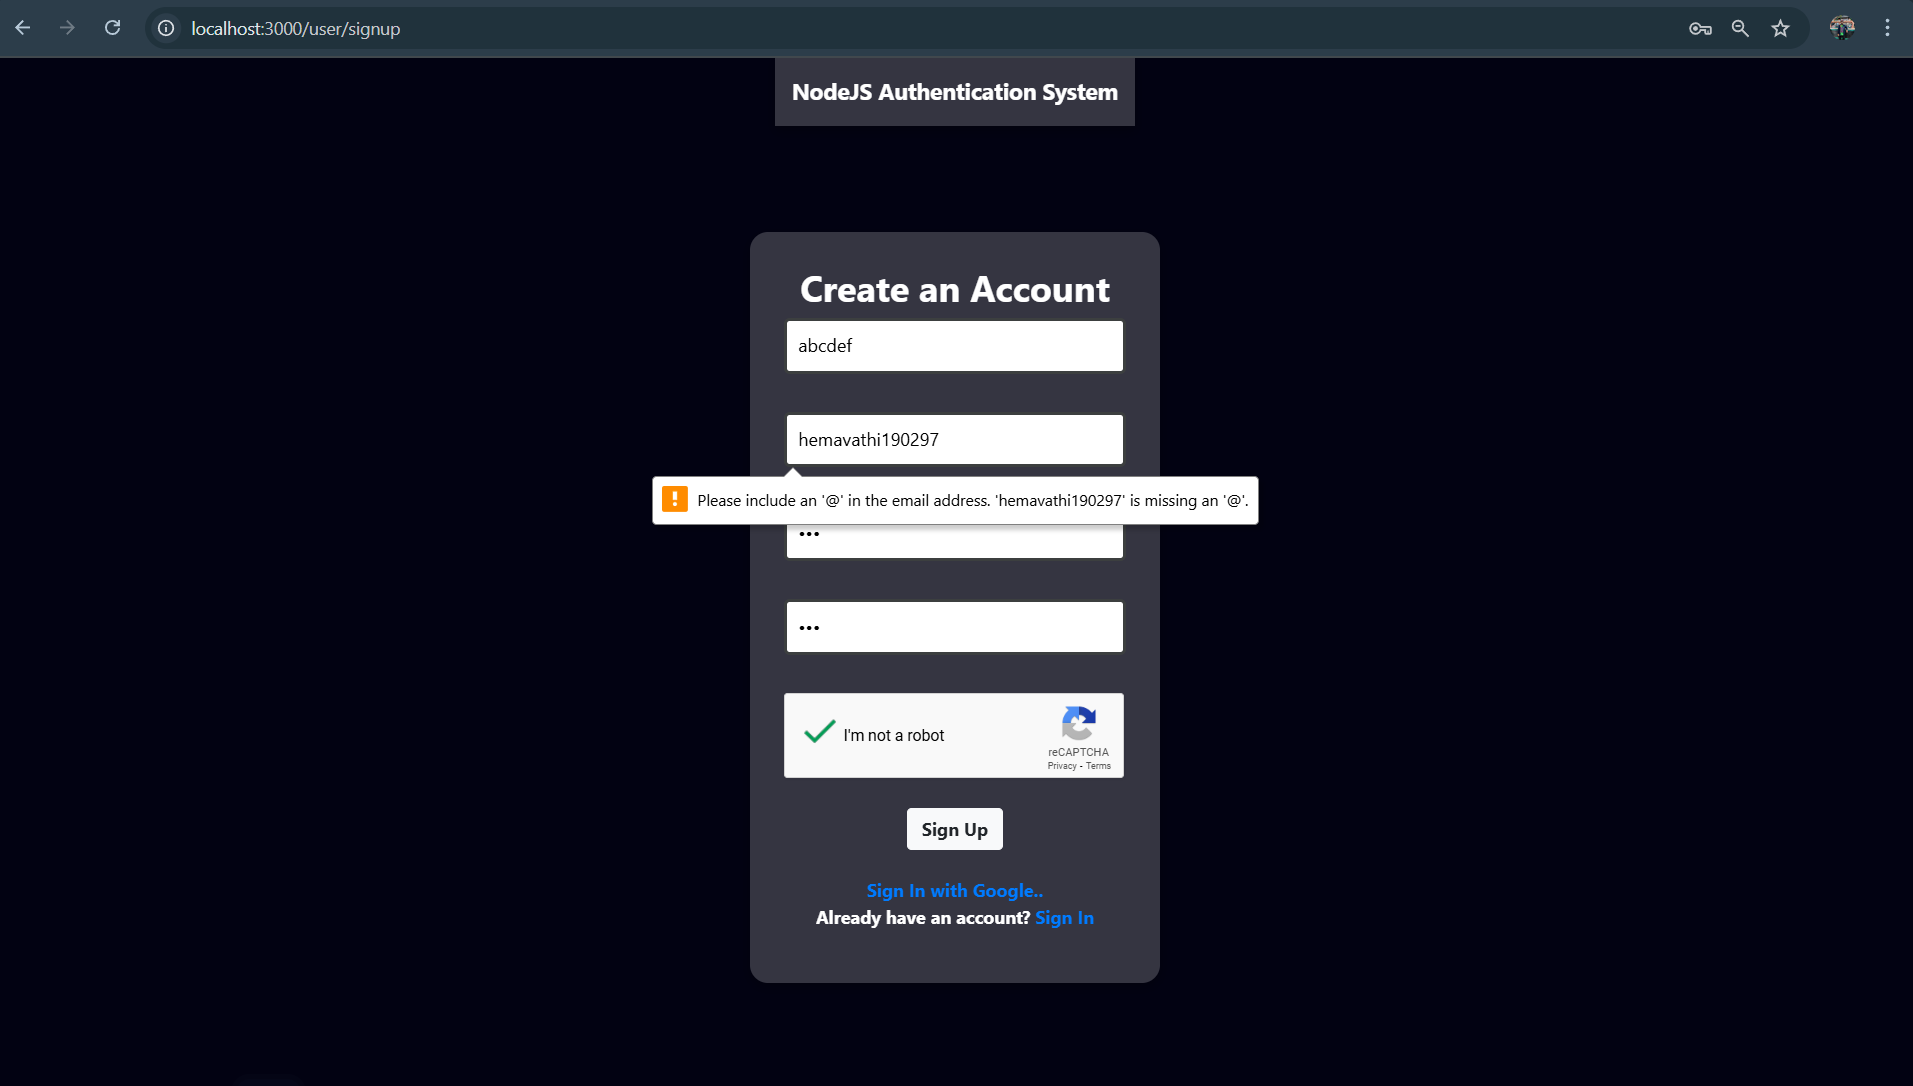 localhost:3000/user/signup
NodeJS Authentication System
Create an Account
abcdef
hemavathi190297
Please include an '@' in the email address. 'hemavathi190297' is missing an '@'.
•••
•••
I'm not a robot
reCAPTCHA
Privacy - Terms
Sign Up
Sign In with Google..
Already have an account? Sign In